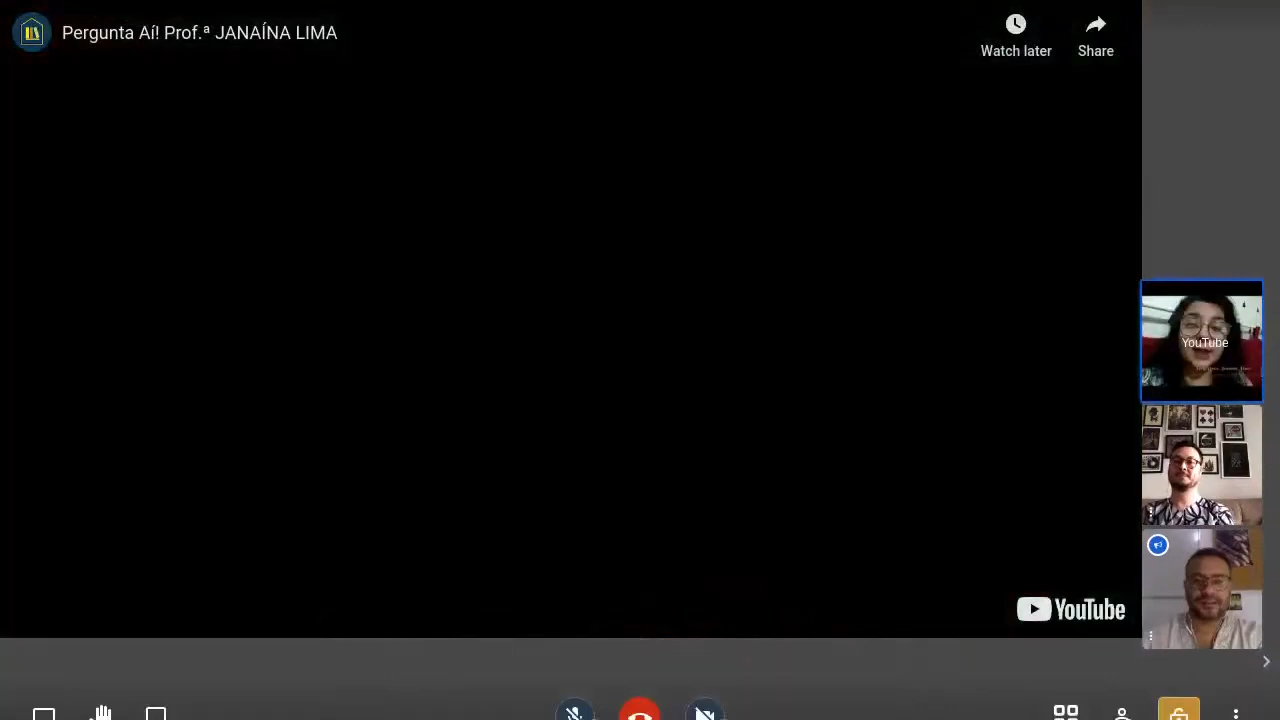 Pergunta Aí! Prof.ª JANAÍNA LIMA
Watch later
Share
YouTube
YouTube